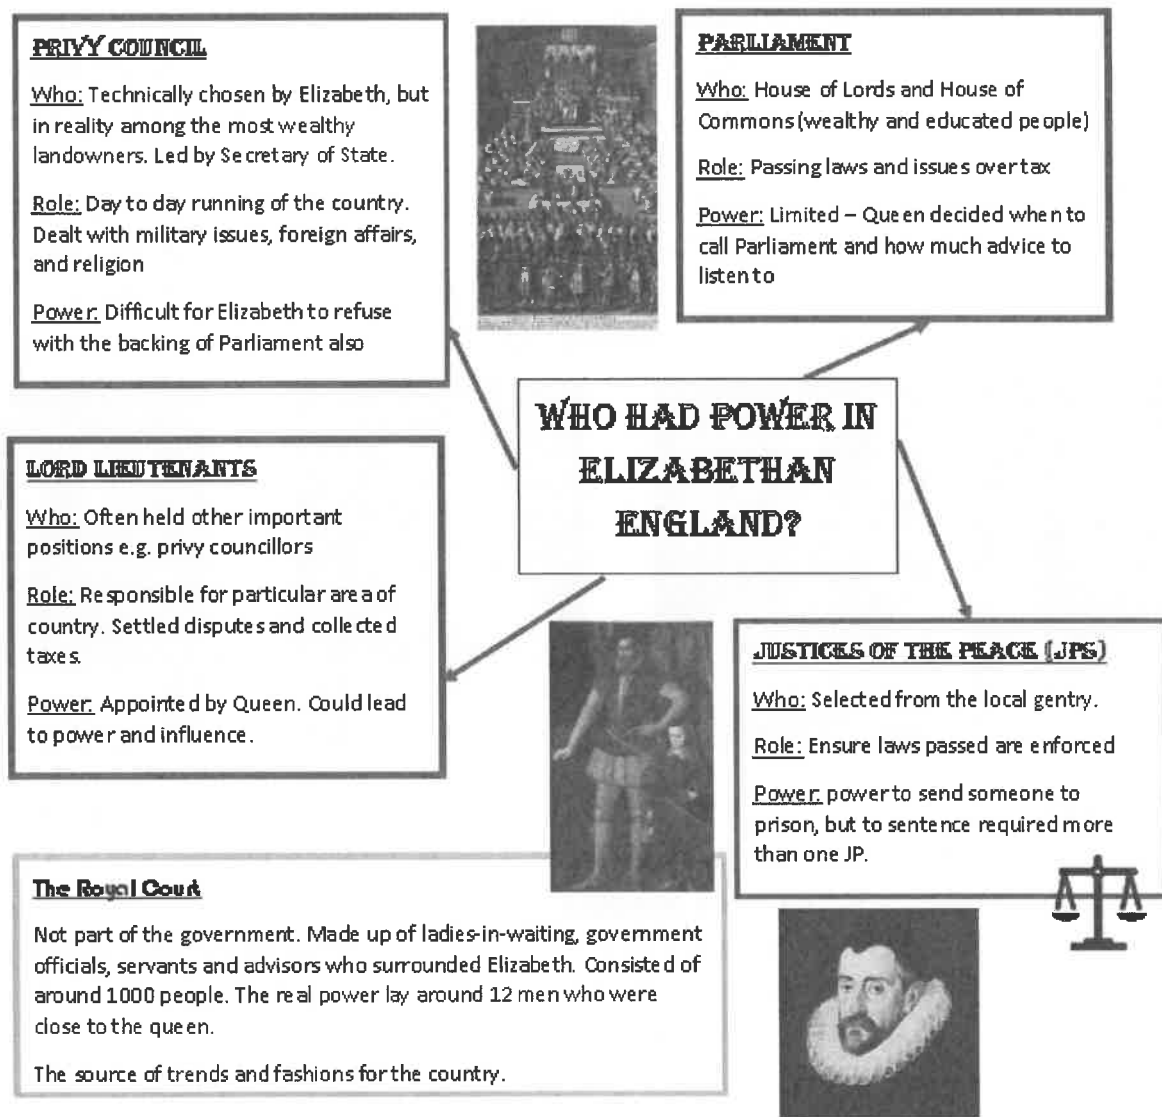 PRIVY COUNCIL
Who: Technically chosen by Elizabeth, but
in reality among the most wealthy
landowners. Led by Secretary of State.
Role: Day to day running of the country.
Dealt with military issues, foreign affairs,
and religion
Power: Difficult for Elizabeth to refuse
with the backing of Parliament also
PARLIAMENT
Who: House of Lords and House of
Commons (wealthy and educated people)
Role: Passing laws and issues over tax
Power: Limited – Queen decided when to
call Parliament and how much advice to
listen to
WHO HAD POWER IN
ELIZABETHAN
ENGLAND?
LORD LIEUTENANTS
Who: Often held other important
positions e.g. privy councillors
Role: Responsible for particular area of
country. Settled disputes and collected
taxes.
Power: Appointed by Queen. Could lead
to power and influence.
JUSTICES OF THE PEACE (JPS)
Who: Selected from the local gentry.
Role: Ensure laws passed are enforced
Power: power to send someone to
prison, but to sentence required more
than one JP.
The Royal Court
Not part of the government. Made up of ladies-in-waiting, government
officials, servants and advisors who surrounded Elizabeth. Consisted of
around 1000 people. The real power lay around 12 men who were
close to the queen.
The source of trends and fashions for the country.